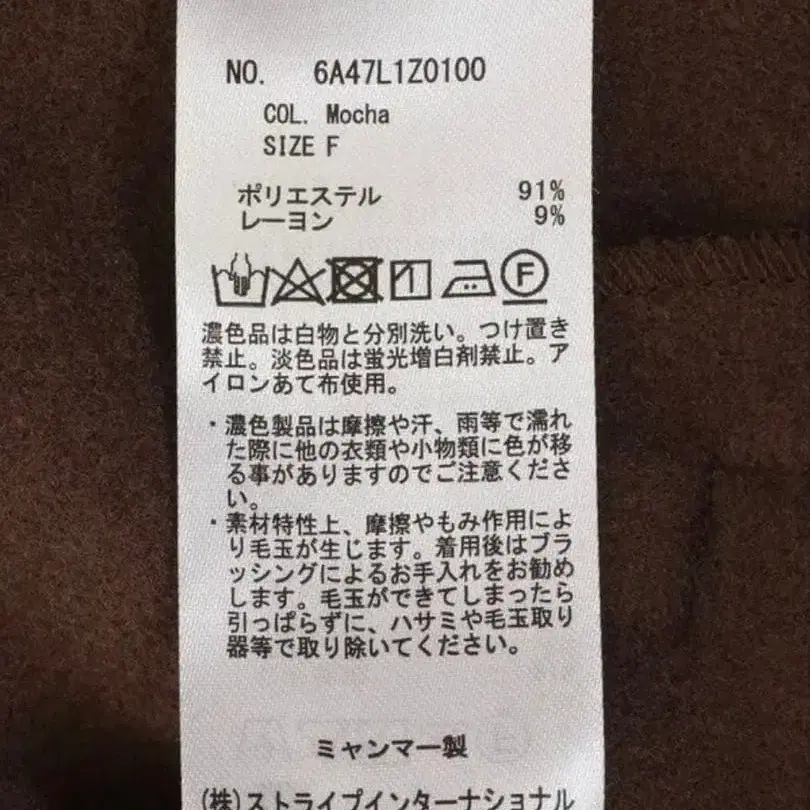 NO. 6A47L1Z0100
COL. Mocha
SIZE F
ポリエステル 91%
レーヨン 9%
F
濃色品は白物と分別洗い。つけ置き
禁止。淡色品は蛍光増白剤禁止。ア
イロンあて布使用。
・濃色製品は摩擦や汗、雨等で濡れ
た際に他の衣類や小物類に色が移
る事がありますのでご注意くださ
い。
・素材特性上、摩擦やもみ作用によ
り毛玉が生じます。着用後はブラ
ッシングによるお手入れをお勧め
します。毛玉ができてしまったら
引っぱらずに、ハサミや毛玉取り
器等で取り除いてください。
ミャンマー製
(株)ストライプインターナショナル